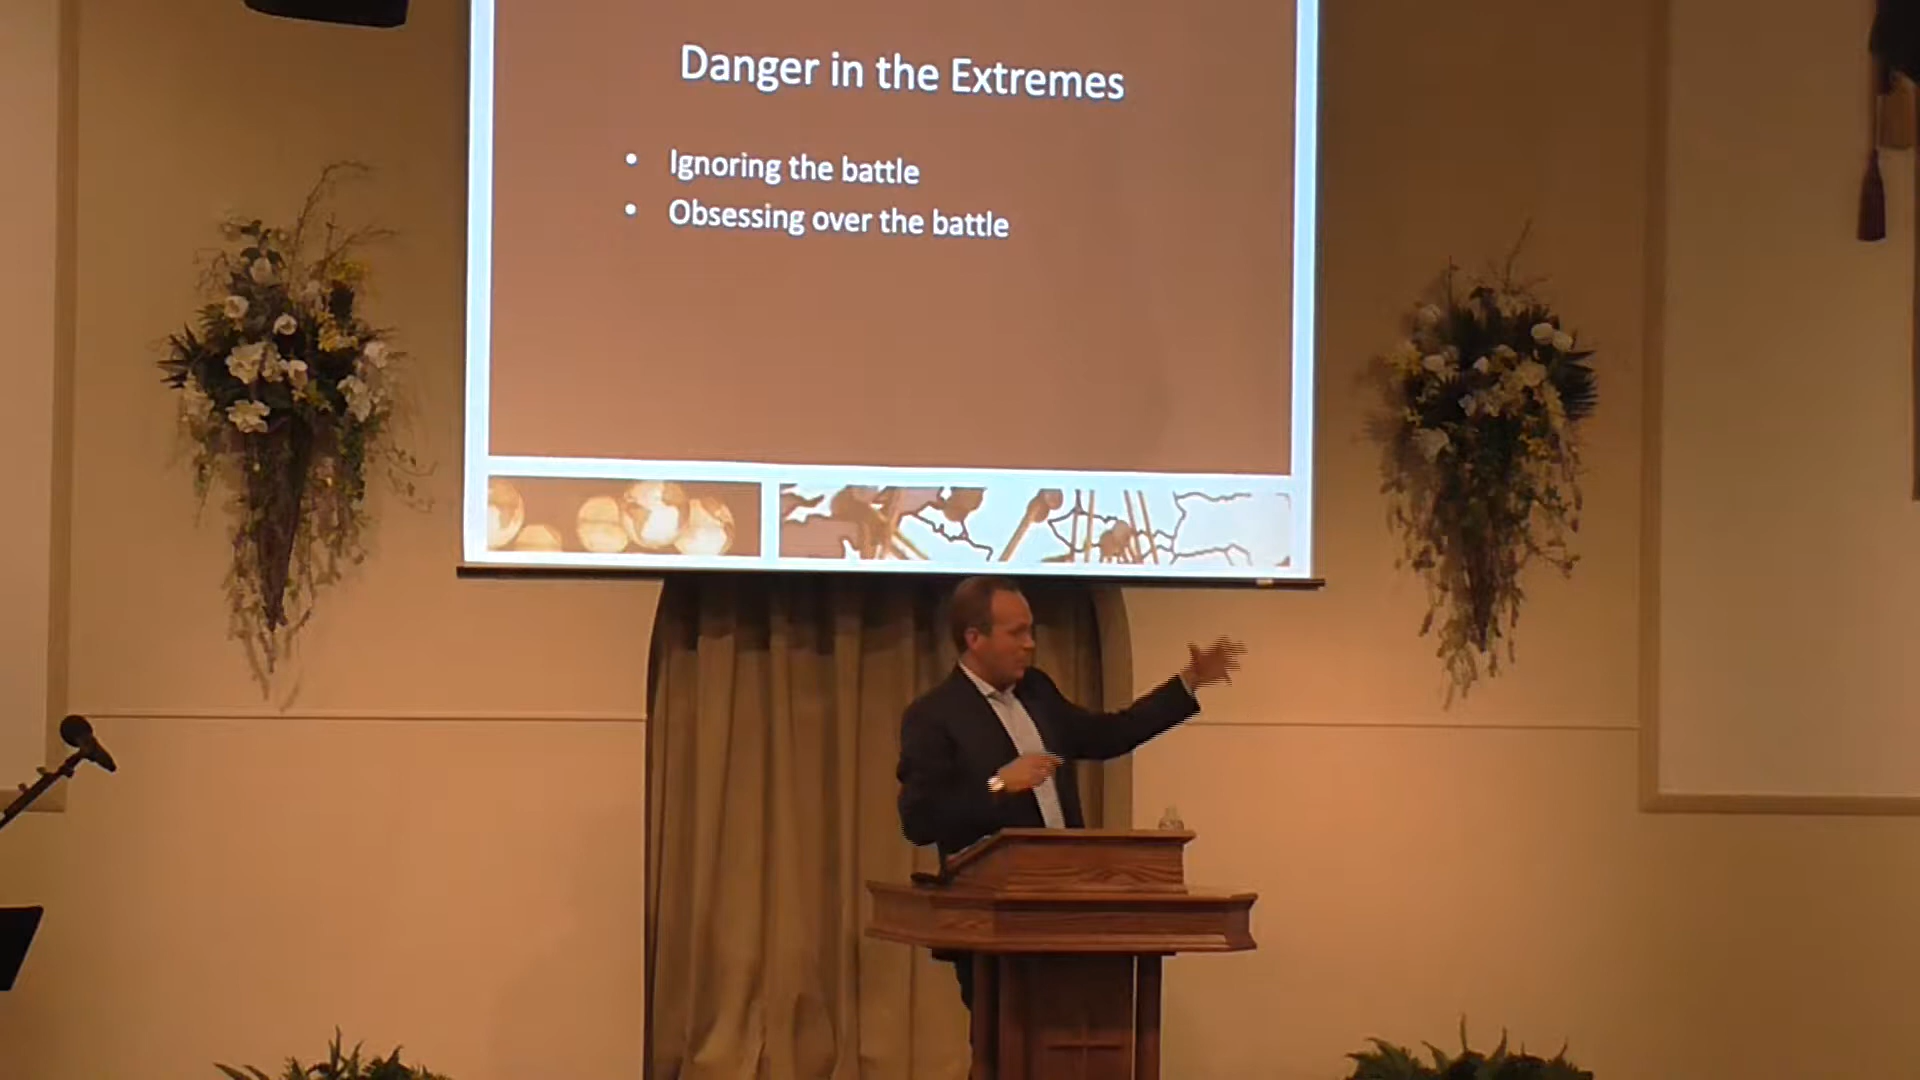 Danger in the Extremes
• Ignoring the battle
• Obsessing over the battle